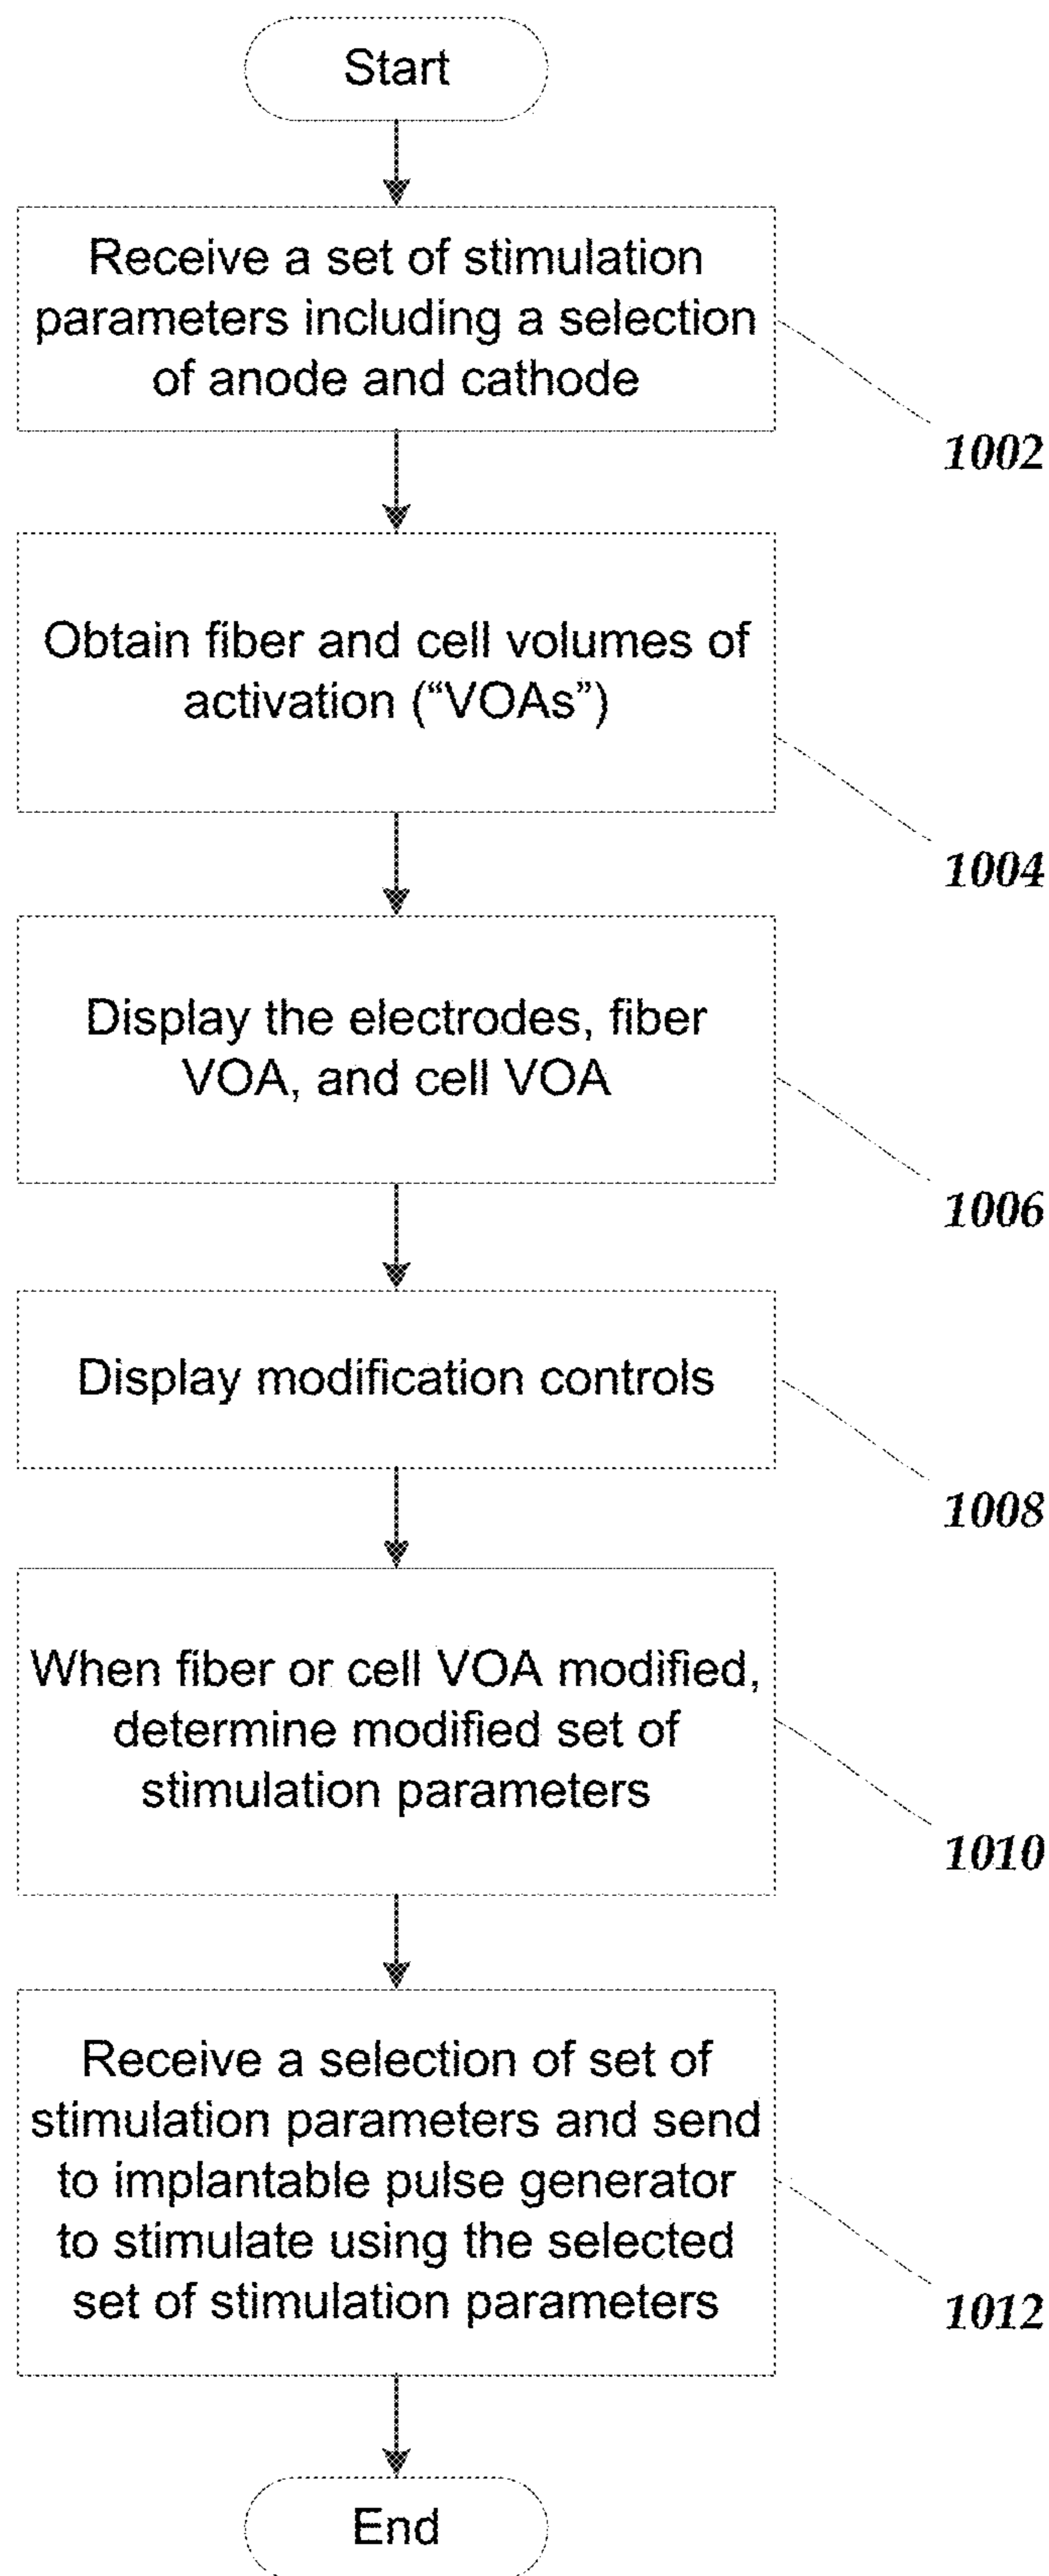 Start
Receive a set of stimulation
parameters including a selection
of anode and cathode
1002
Obtain fiber and cell volumes of
activation (“VOAs”)
1004
Display the electrodes, fiber
VOA, and cell VOA
1006
Display modification controls
1008
When fiber or cell VOA modified,
determine modified set of
stimulation parameters
1010
Receive a selection of set of
stimulation parameters and send
to implantable pulse generator
to stimulate using the selected
set of stimulation parameters
1012
End